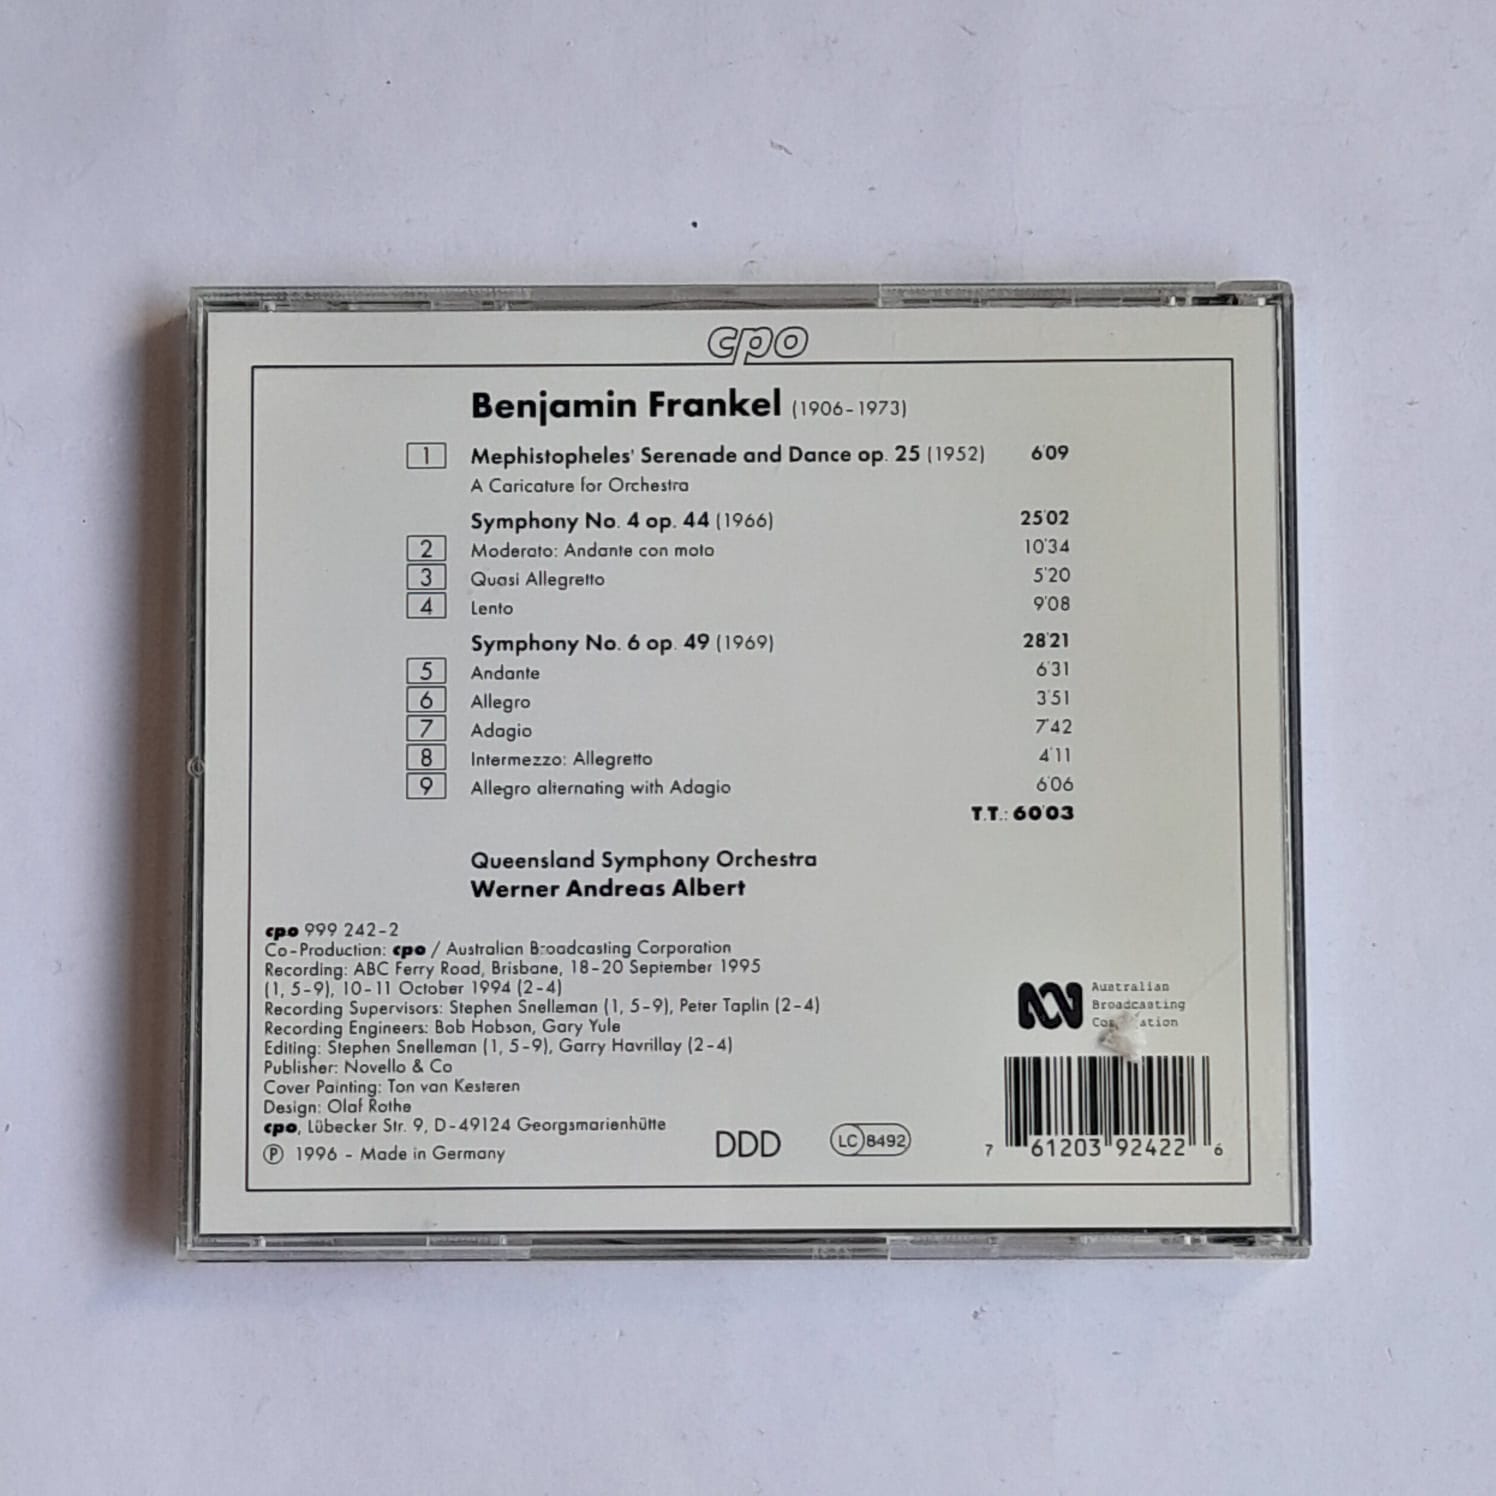 cpo
Benjamin Frankel (1906-1973)
1 Mephistopheles' Serenade and Dance op. 25 (1952) 6'09
A Caricature for Orchestra
Symphony No. 4 op. 44 (1966) 25'02
2 Moderato: Andante con moto 10'34
3 Quasi Allegretto 5'20
4 Lento 9'08
Symphony No. 6 op. 49 (1969) 28'21
5 Andante 6'31
6 Allegro 3'51
7 Adagio 7'42
8 Intermezzo: Allegretto 4'11
9 Allegro alternating with Adagio 6'06
T.T.: 60'03
Queensland Symphony Orchestra
Werner Andreas Albert
cpo 999 242-2
Co-Production: cpo / Australian Broadcasting Corporation
Recording: ABC Ferry Road, Brisbane, 18-20 September 1995
(1, 5-9), 10-11 October 1994 (2-4)
Recording Supervisors: Stephen Snelleman (1, 5-9), Peter Taplin (2-4)
Recording Engineers: Bob Hobson, Gary Yule
Editing: Stephen Snelleman (1, 5-9), Garry Havrillay (2-4)
Publisher: Novello & Co
Cover Painting: Ton van Kesteren
Design: Olaf Rothe
cpo, Lübecker Str. 9, D-49124 Georgsmarienhütte
℗ 1996 - Made in Germany
DDD
LC 8492
Australian
Broadcasting
7 61203 92422 6